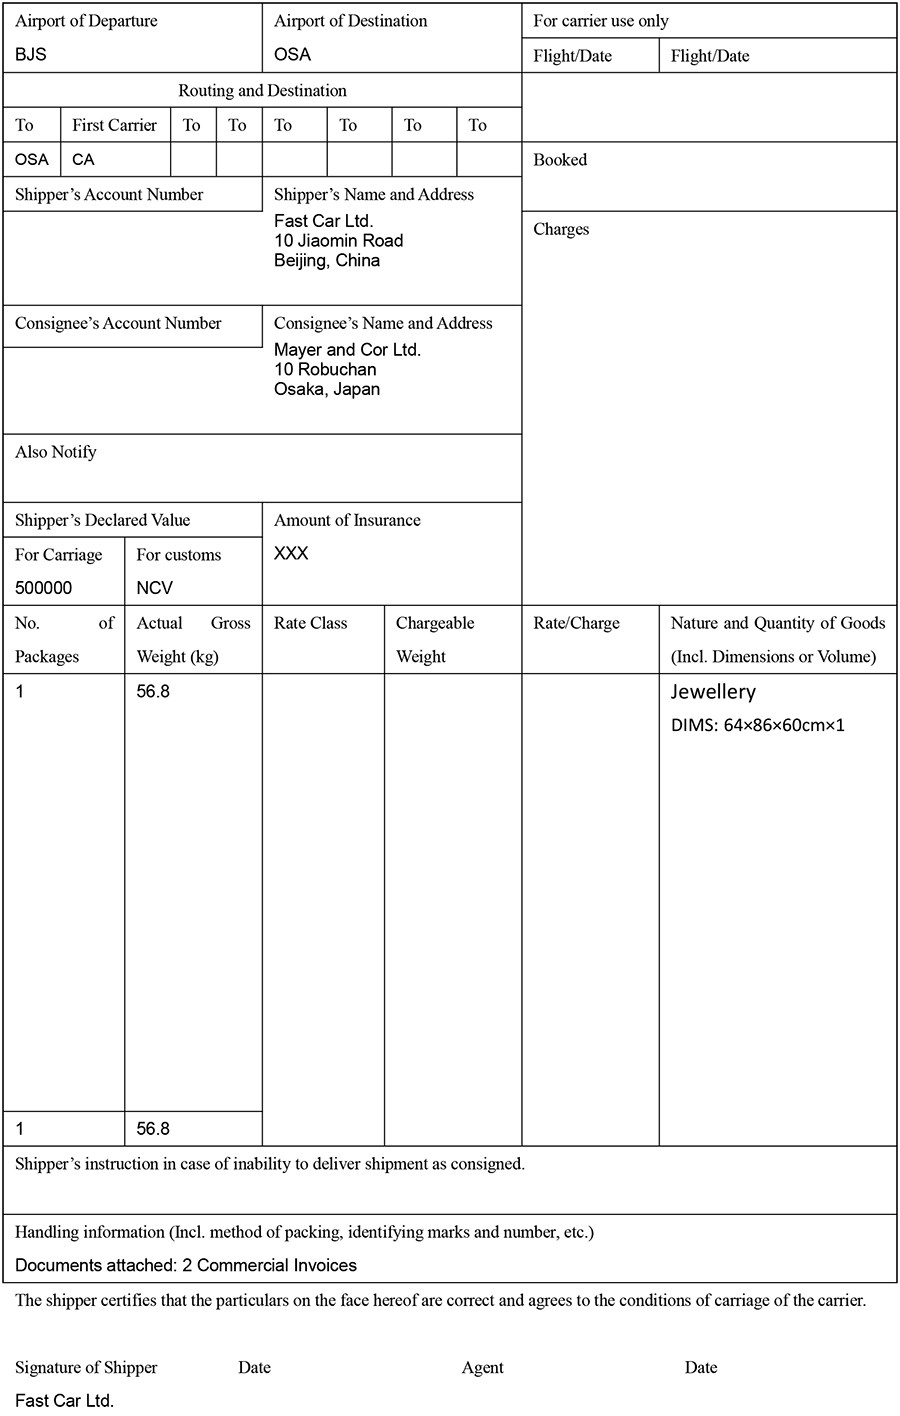 Airport of Departure
BJS
Airport of Destination
OSA
For carrier use only
Flight/Date
Flight/Date
Routing and Destination
To
First Carrier
To
To
To
To
To
To
OSA
CA
Booked
Shipper’s Account Number
Shipper’s Name and Address
Fast Car Ltd.
10 Jiaomin Road
Beijing, China
Charges
Consignee’s Account Number
Consignee’s Name and Address
Mayer and Cor Ltd.
10 Robuchan
Osaka, Japan
Also Notify
Shipper’s Declared Value
For Carriage
500000
For customs
NCV
Amount of Insurance
XXX
No. of
Packages
Actual Gross
Weight (kg)
Rate Class
Chargeable
Weight
Rate/Charge
Nature and Quantity of Goods
(Incl. Dimensions or Volume)
1
56.8
Jewellery
DIMS: 64×86×60cm×1
1
56.8
Shipper’s instruction in case of inability to deliver shipment as consigned.
Handling information (Incl. method of packing, identifying marks and number, etc.)
Documents attached: 2 Commercial Invoices
The shipper certifies that the particulars on the face hereof are correct and agrees to the conditions of carriage of the carrier.
Signature of Shipper
Date
Agent
Date
Fast Car Ltd.